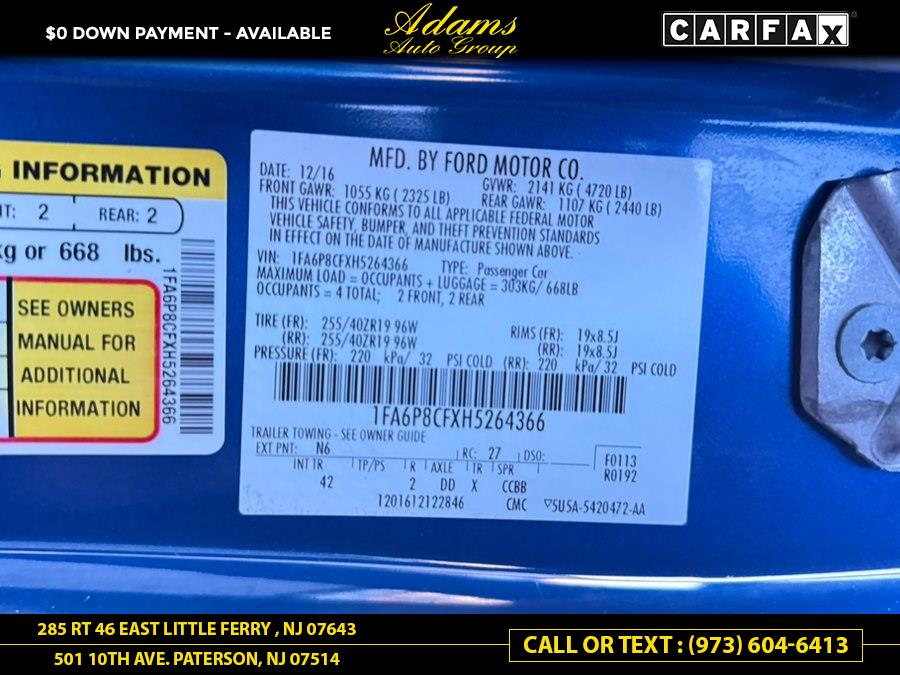 $0 DOWN PAYMENT - AVAILABLE
Adams
Auto Group
CARFAX
INFORMATION
2
REAR: 2
kg or 668 lbs.
SEE OWNERS
MANUAL FOR
ADDITIONAL
INFORMATION
1FA6P8CFXH5264366
MFD. BY FORD MOTOR CO.
DATE: 12/16 GVWR: 2141 KG ( 4720 LB)
FRONT GAWR: 1055 KG ( 2325 LB) REAR GAWR: 1107 KG ( 2440 LB)
THIS VEHICLE CONFORMS TO ALL APPLICABLE FEDERAL MOTOR
VEHICLE SAFETY, BUMPER, AND THEFT PREVENTION STANDARDS
IN EFFECT ON THE DATE OF MANUFACTURE SHOWN ABOVE.
VIN: 1FA6P8CFXH5264366 TYPE: Passenger Car
MAXIMUM LOAD = OCCUPANTS + LUGGAGE = 303KG/ 668LB
OCCUPANTS = 4 TOTAL; 2 FRONT, 2 REAR
TIRE (FR): 255/40ZR19 96W RIMS (FR): 19x8.5J
(RR): 255/40ZR19 96W (RR): 19x8.5J
PRESSURE (FR): 220 kPa/ 32 PSI COLD (RR): 220 kPa/ 32 PSI COLD
1FA6P8CFXH5264366
TRAILER TOWING - SEE OWNER GUIDE
EXT PNT: N6 RC: 27 DSO: F0113
INT TR TP/PS R AXLE TR SPR R0192
42 2 DD X CCBB
1201612122846 CMC ▽5U5A-5420472-AA
285 RT 46 EAST LITTLE FERRY , NJ 07643
501 10TH AVE. PATERSON, NJ 07514
CALL OR TEXT : (973) 604-6413